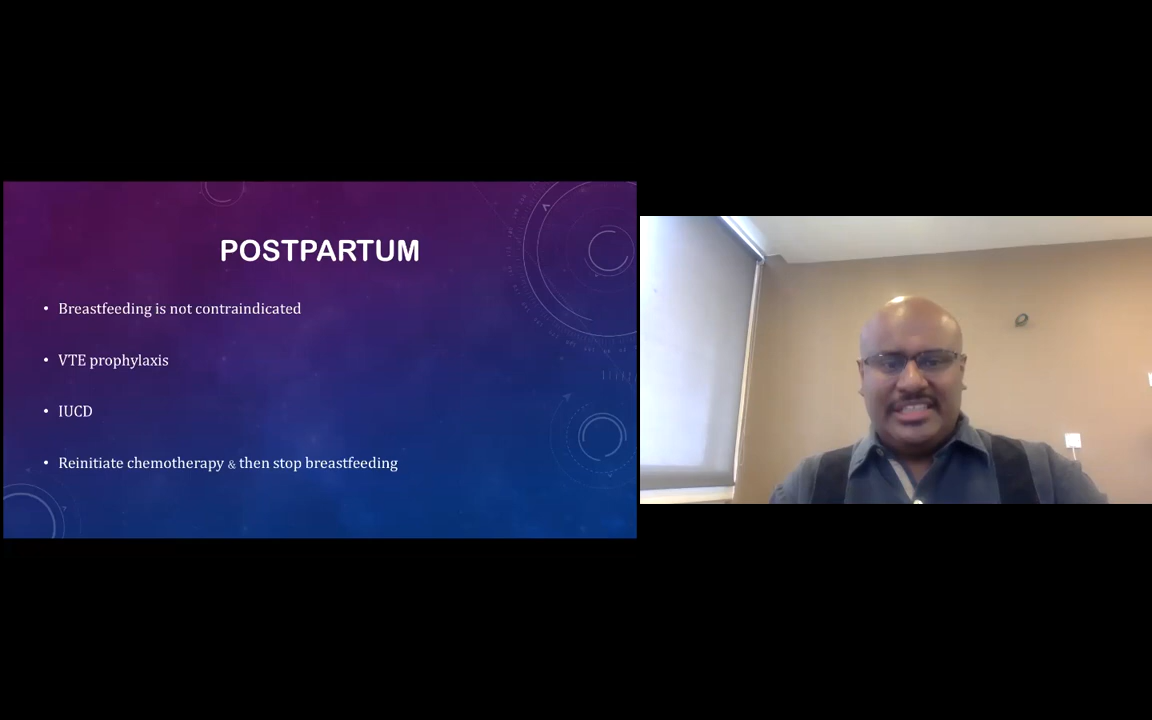 POSTPARTUM
• Breastfeeding is not contraindicated
• VTE prophylaxis
• IUCD
• Reinitiate chemotherapy & then stop breastfeeding